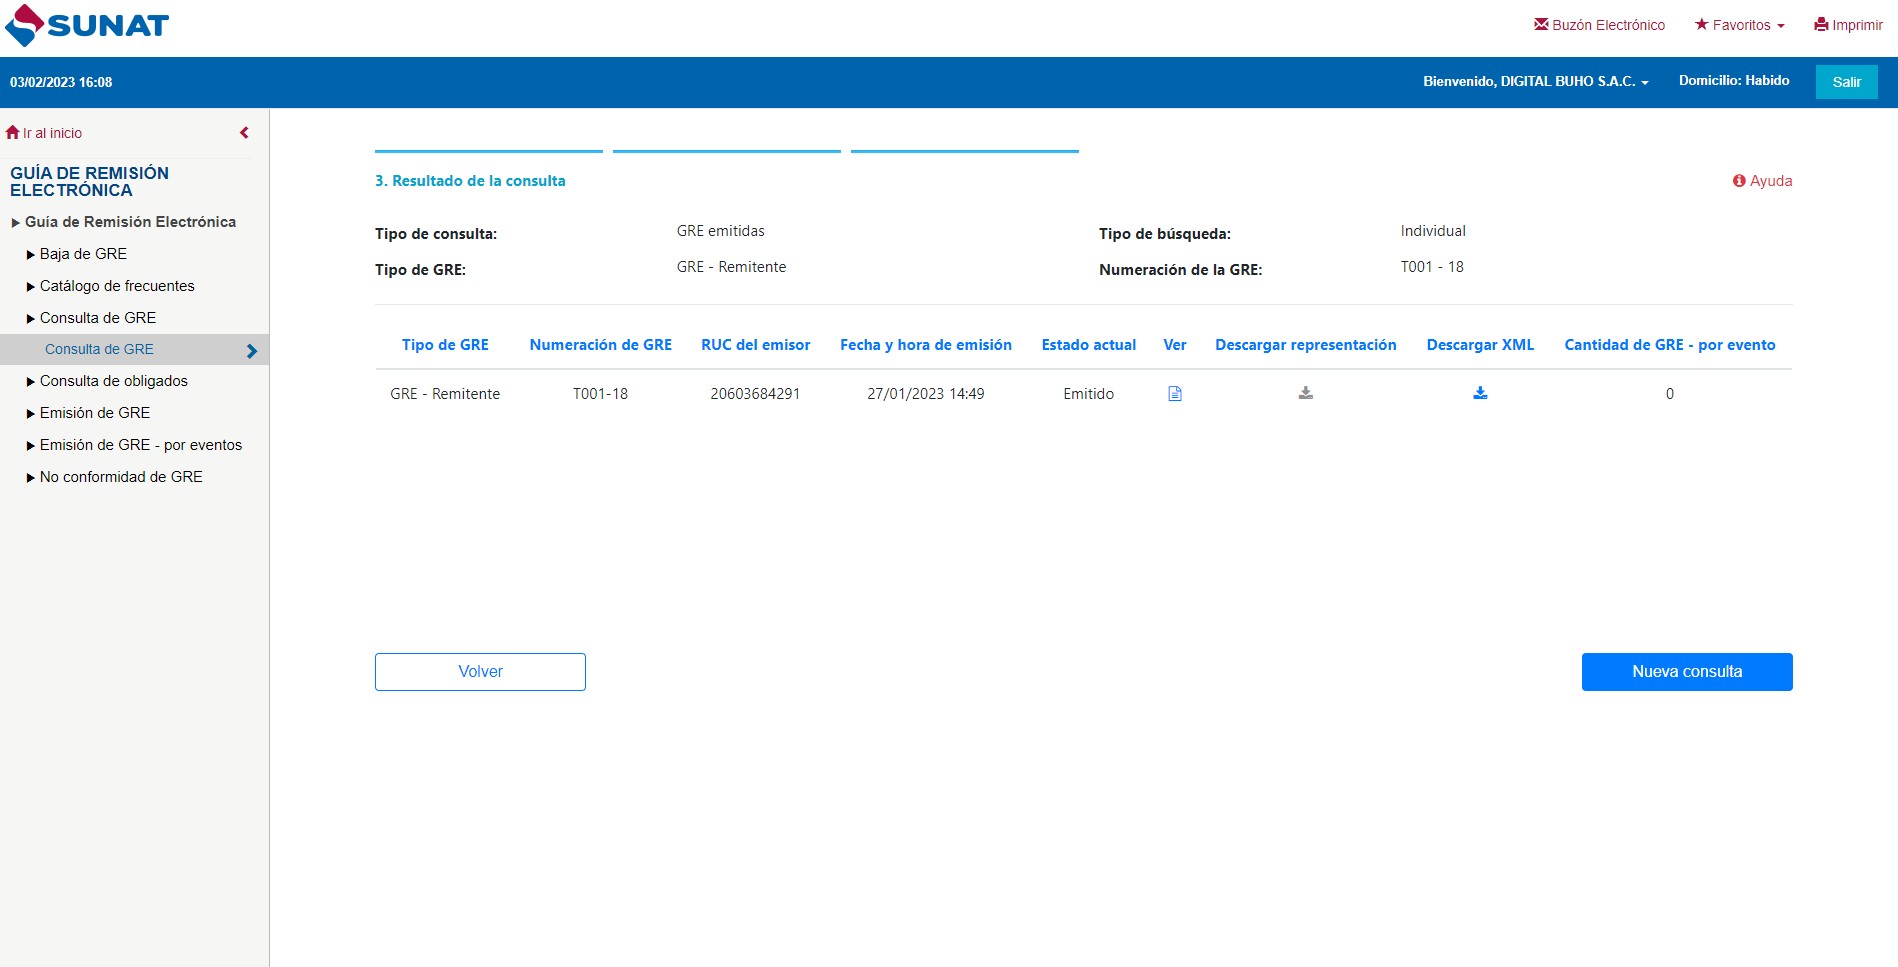 SUNAT
Buzón Electrónico
Favoritos
Imprimir
03/02/2023 16:08
Bienvenido, DIGITAL BUHO S.A.C.
Domicilio: Habido
Salir
Ir al inicio
GUÍA DE REMISIÓN
ELECTRÓNICA
Guía de Remisión Electrónica
Baja de GRE
Catálogo de frecuentes
Consulta de GRE
Consulta de GRE
Consulta de obligados
Emisión de GRE
Emisión de GRE - por eventos
No conformidad de GRE
3. Resultado de la consulta
Ayuda
Tipo de consulta: GRE emitidas Tipo de búsqueda: Individual
Tipo de GRE: GRE - Remitente Numeración de la GRE: T001 - 18
Tipo de GRE Numeración de GRE RUC del emisor Fecha y hora de emisión Estado actual Ver Descargar representación Descargar XML Cantidad de GRE - por evento
GRE - Remitente T001-18 20603684291 27/01/2023 14:49 Emitido 0
Volver
Nueva consulta